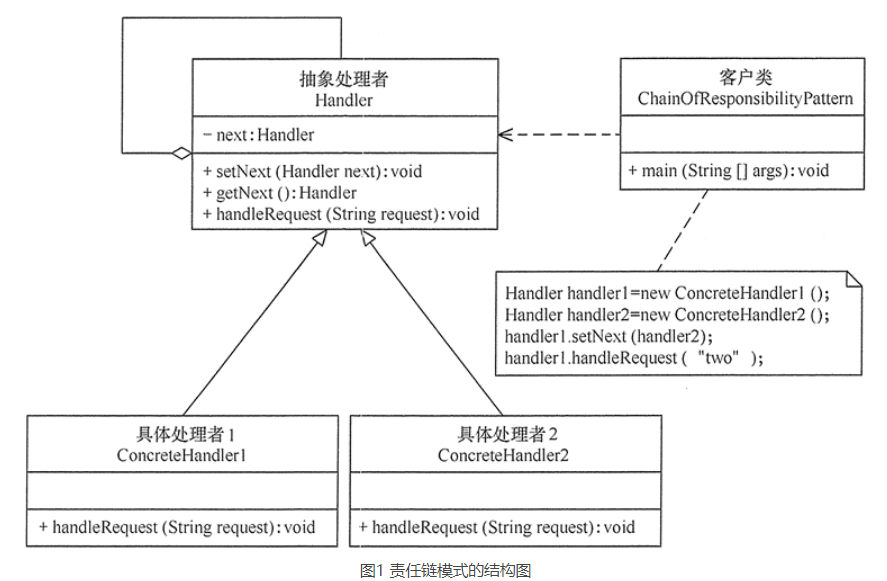 抽象处理者
Handler
- next:Handler
+ setNext (Handler next):void
+ getNext ():Handler
+ handleRequest (String request):void
客户类
ChainOfResponsibilityPattern
+ main (String [] args):void
Handler handler1=new ConcreteHandler1 ();
Handler handler2=new ConcreteHandler2 ();
handler1.setNext (handler2);
handler1.handleRequest ( "two" );
具体处理者1
ConcreteHandler1
+ handleRequest (String request):void
具体处理者2
ConcreteHandler2
+ handleRequest (String request):void
图1 责任链模式的结构图